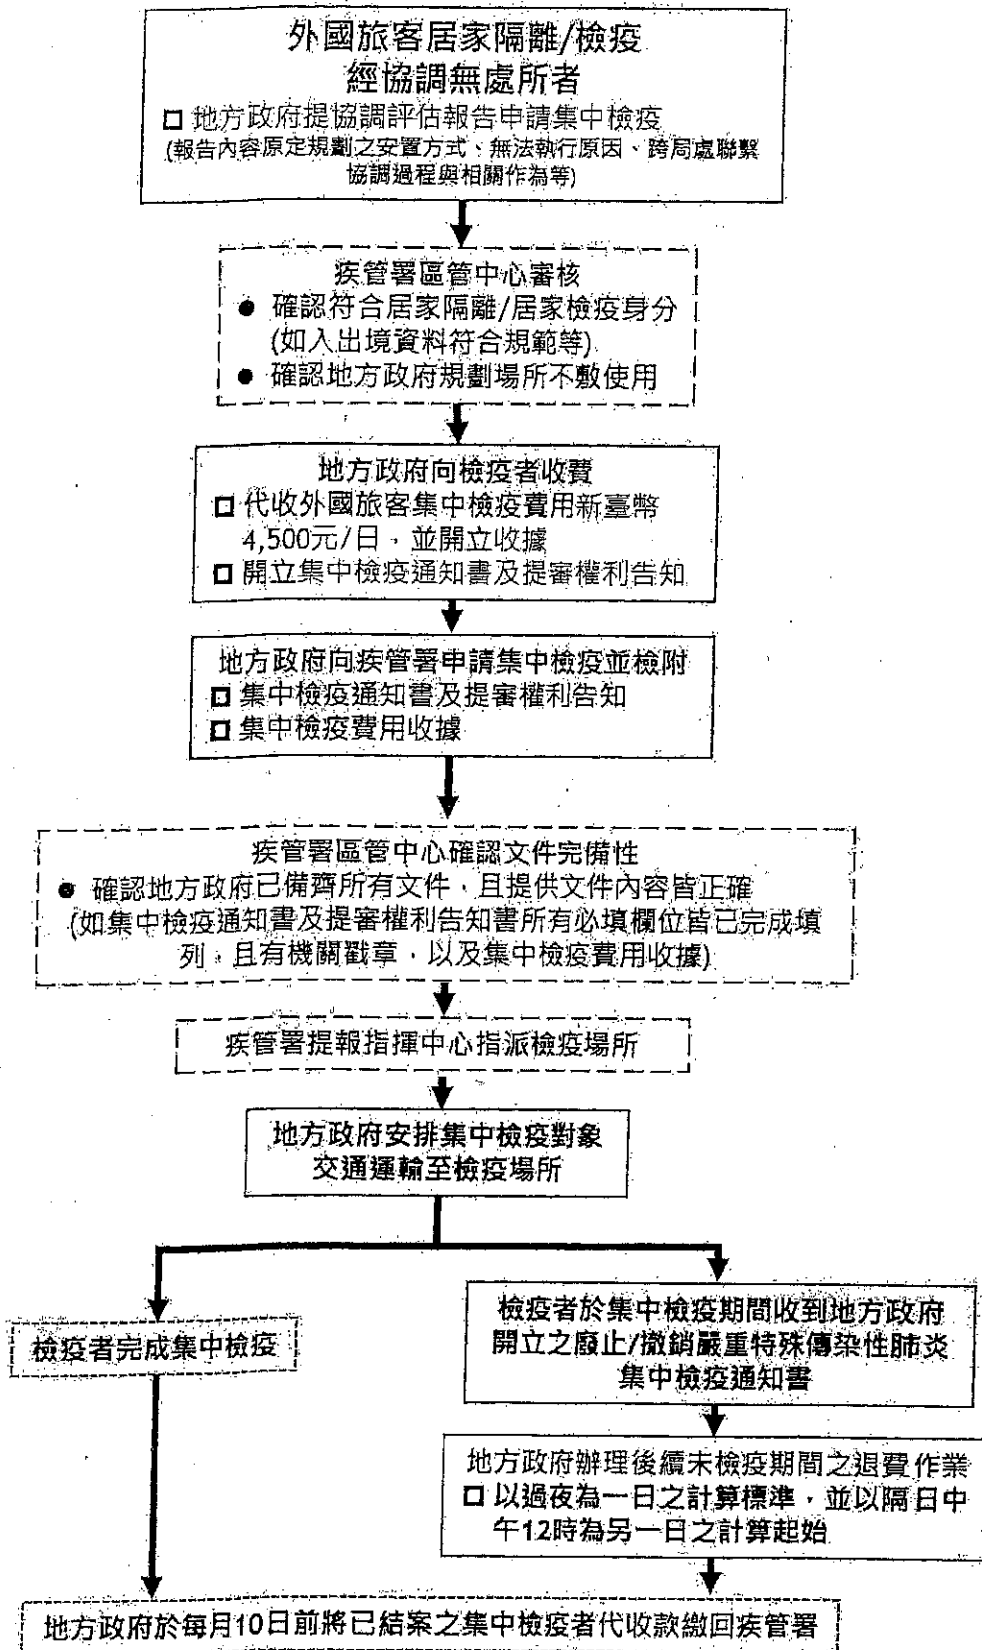 外國旅客居家隔離/檢疫
經協調無處所者
□ 地方政府提協調評估報告申請集中檢疫
(報告內容原定規劃之安置方式、無法執行原因、跨局處聯繫
協調過程與相關作為等)
疾管署區管中心審核
● 確認符合居家隔離/居家檢疫身分
(如入出境資料符合規範等)
● 確認地方政府規劃場所不敷使用
地方政府向檢疫者收費
□ 代收外國旅客集中檢疫費用新臺幣
4,500元/日，並開立收據
□ 開立集中檢疫通知書及提審權利告知
地方政府向疾管署申請集中檢疫並檢附
□ 集中檢疫通知書及提審權利告知
□ 集中檢疫費用收據
疾管署區管中心確認文件完備性
● 確認地方政府已備齊所有文件，且提供文件內容皆正確
(如集中檢疫通知書及提審權利告知書所有必填欄位皆已完成填
列，且有機關戳章，以及集中檢疫費用收據)
疾管署提報指揮中心指派檢疫場所
地方政府安排集中檢疫對象
交通運輸至檢疫場所
檢疫者完成集中檢疫
檢疫者於集中檢疫期間收到地方政府
開立之廢止/撤銷嚴重特殊傳染性肺炎
集中檢疫通知書
地方政府辦理後續未檢疫期間之退費作業
□ 以過夜為一日之計算標準，並以隔日中
午12時為另一日之計算起始
地方政府於每月10日前將已結案之集中檢疫者代收款繳回疾管署